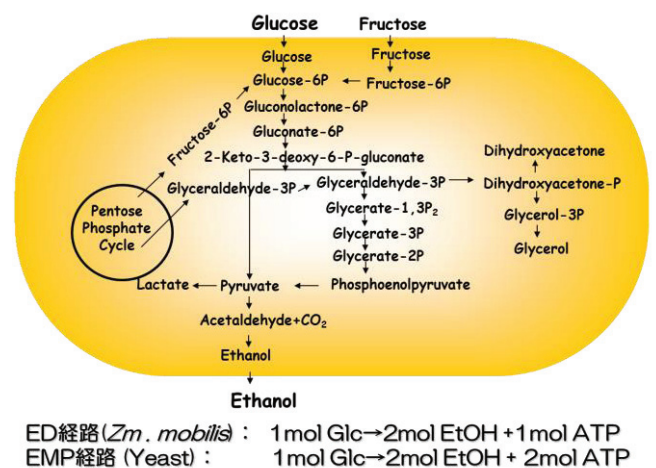 Glucose Fructose
Glucose Fructose
Glucose-6P Fructose-6P
Gluconolactone-6P
Gluconate-6P
Fructose-6P
2-Keto-3-deoxy-6-P-gluconate
Glyceraldehyde-3P Glyceraldehyde-3P
Dihydroxyacetone
Dihydroxyacetone-P
Glycerol-3P
Glycerol
Pentose
Phosphate
Cycle
Glycerate-1,3P₂
Glycerate-3P
Glycerate-2P
Lactate Pyruvate Phosphoenolpyruvate
Acetaldehyde+CO₂
Ethanol
Ethanol
ED経路(Zm. mobilis) : 1mol Glc→2mol EtOH +1mol ATP
EMP経路 (Yeast) : 1mol Glc→2mol EtOH + 2mol ATP